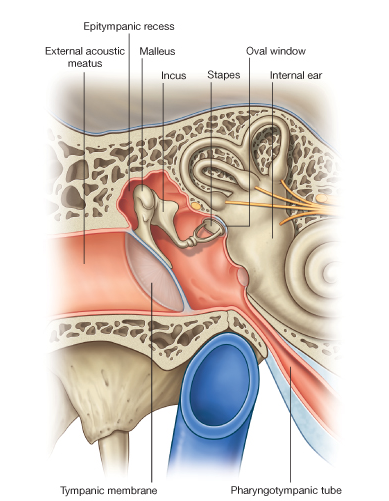 Epitympanic recess
External acoustic
meatus
Malleus
Oval window
Incus
Stapes
Internal ear
Tympanic membrane
Pharyngotympanic tube